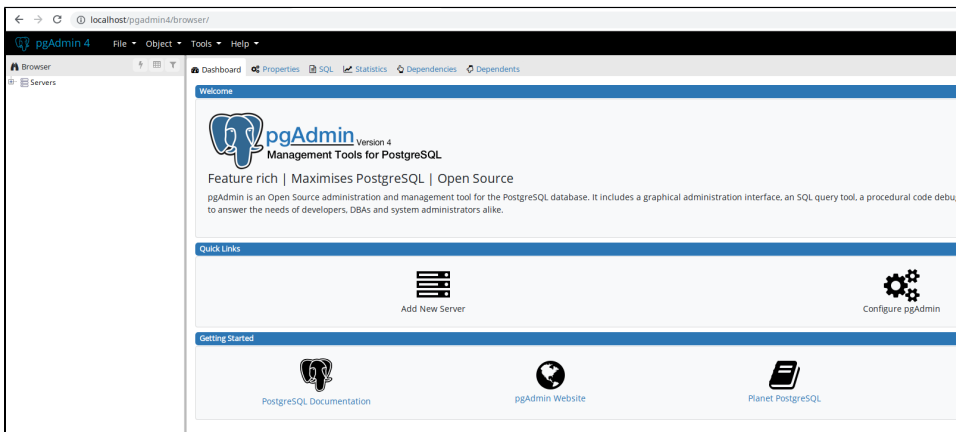 localhost/pgadmin4/browser/
pgAdmin 4 File Object Tools Help
Browser
Servers
Dashboard Properties SQL Statistics Dependencies Dependents
Welcome
pgAdmin Version 4
Management Tools for PostgreSQL
Feature rich | Maximises PostgreSQL | Open Source
pgAdmin is an Open Source administration and management tool for the PostgreSQL database. It includes a graphical administration interface, an SQL query tool, a procedural code debu
to answer the needs of developers, DBAs and system administrators alike.
Quick Links
Add New Server
Configure pgAdmin
Getting Started
PostgreSQL Documentation
pgAdmin Website
Planet PostgreSQL